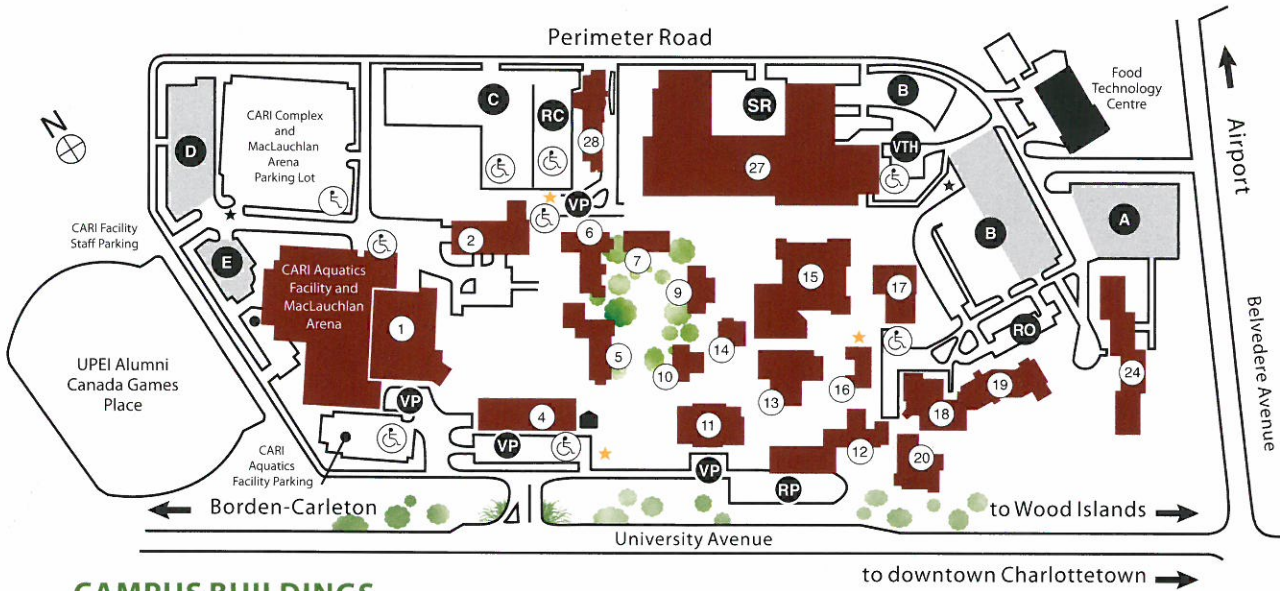 Perimeter Road
N
Food
Technology
Centre
Airport
CARI Complex
and
MacLauchlan
Arena
Parking Lot
D
C
RC
28
SR
27
B
VTH
A
B
CARI Facility
Staff Parking
E
2
VP
6
7
9
15
17
CARI Aquatics
Facility and
MacLauchlan
Arena
1
5
14
10
16
13
RO
19
24
18
Belvedere Avenue
UPEI Alumni
Canada Games
Place
VP
4
VP
11
12
20
CARI
Aquatics
Facility Parking
VP
RP
Borden-Carleton
to Wood Islands
University Avenue
to downtown Charlottetown
CAMPUS BUILDINGS